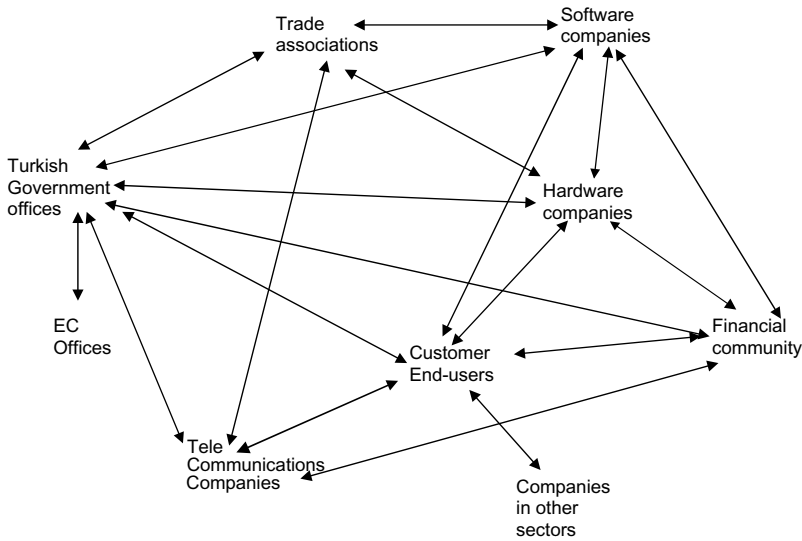 Trade
associations
Software
companies
Turkish
Government
offices
Hardware
companies
EC
Offices
Customer
End-users
Financial
community
Tele
Communications
Companies
Companies
in other
sectors